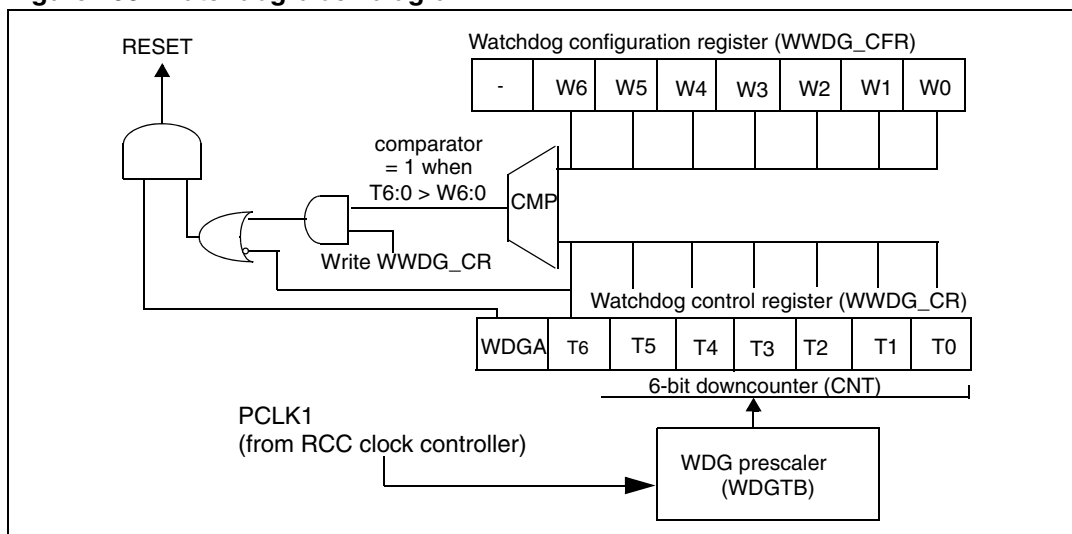 RESET
Watchdog configuration register (WWDG_CFR)
- W6 W5 W4 W3 W2 W1 W0
comparator
= 1 when
T6:0 > W6:0
CMP
Write WWDG_CR
Watchdog control register (WWDG_CR)
WDGA T6 T5 T4 T3 T2 T1 T0
6-bit downcounter (CNT)
PCLK1
(from RCC clock controller)
WDG prescaler
(WDGTB)